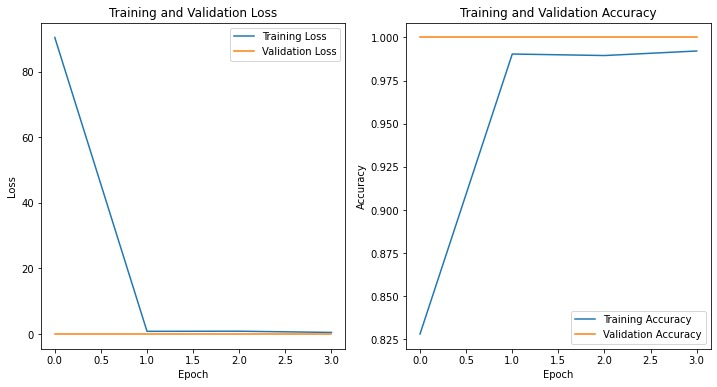 Training and Validation Loss
Training Loss
Validation Loss
80
60
40
20
0
Loss
0.0 0.5 1.0 1.5 2.0 2.5 3.0
Epoch
Training and Validation Accuracy
1.000
0.975
0.950
0.925
0.900
0.875
0.850
0.825
Accuracy
Training Accuracy
Validation Accuracy
0.0 0.5 1.0 1.5 2.0 2.5 3.0
Epoch